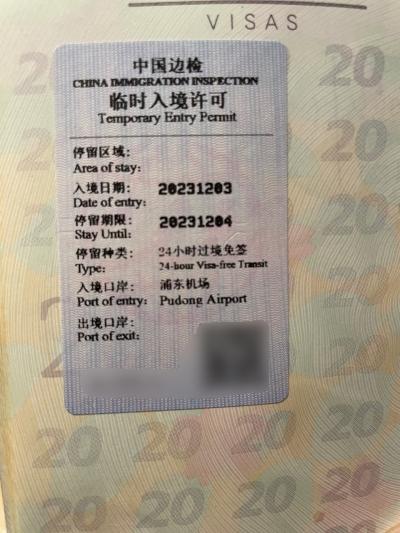 VISAS
中国边检
CHINA IMMIGRATION INSPECTION
临时入境许可
Temporary Entry Permit
停留区域:
Area of stay:
入境日期: 20231203
Date of entry:
停留期限: 20231204
Stay Until:
停留种类: 24小时过境免签
Type: 24-hour Visa-free Transit
入境口岸: 浦东机场
Port of entry: Pudong Airport
出境口岸:
Port of exit:
20